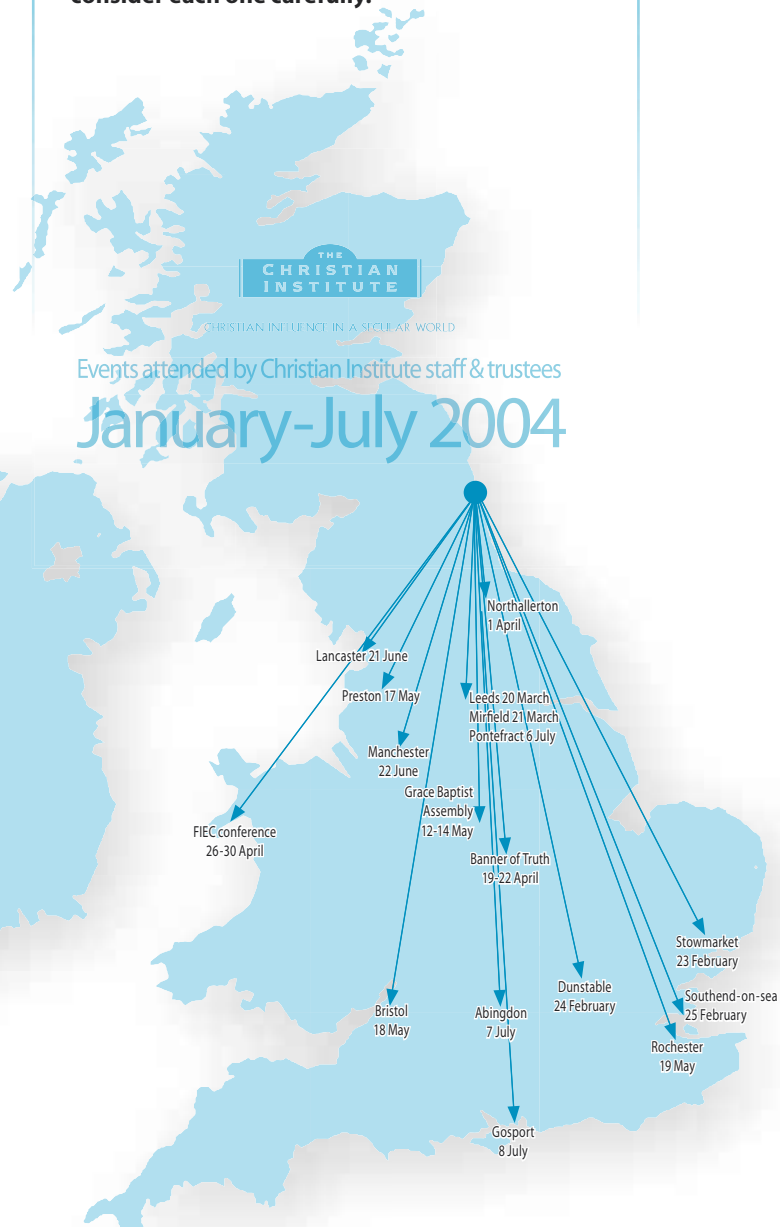 consider each one carefully.
THE
CHRISTIAN
INSTITUTE
CHRISTIAN INFLUENCE IN A SECULAR WORLD
Events attended by Christian Institute staff & trustees
January-July 2004
Northallerton
1 April
Lancaster 21 June
Preston 17 May
Leeds 20 March
Mirfield 21 March
Pontefract 6 July
Manchester
22 June
Grace Baptist
Assembly
12-14 May
FIEC conference
26-30 April
Banner of Truth
19-22 April
Stowmarket
23 February
Dunstable
24 February
Southend-on-sea
25 February
Bristol
18 May
Abingdon
7 July
Rochester
19 May
Gosport
8 July